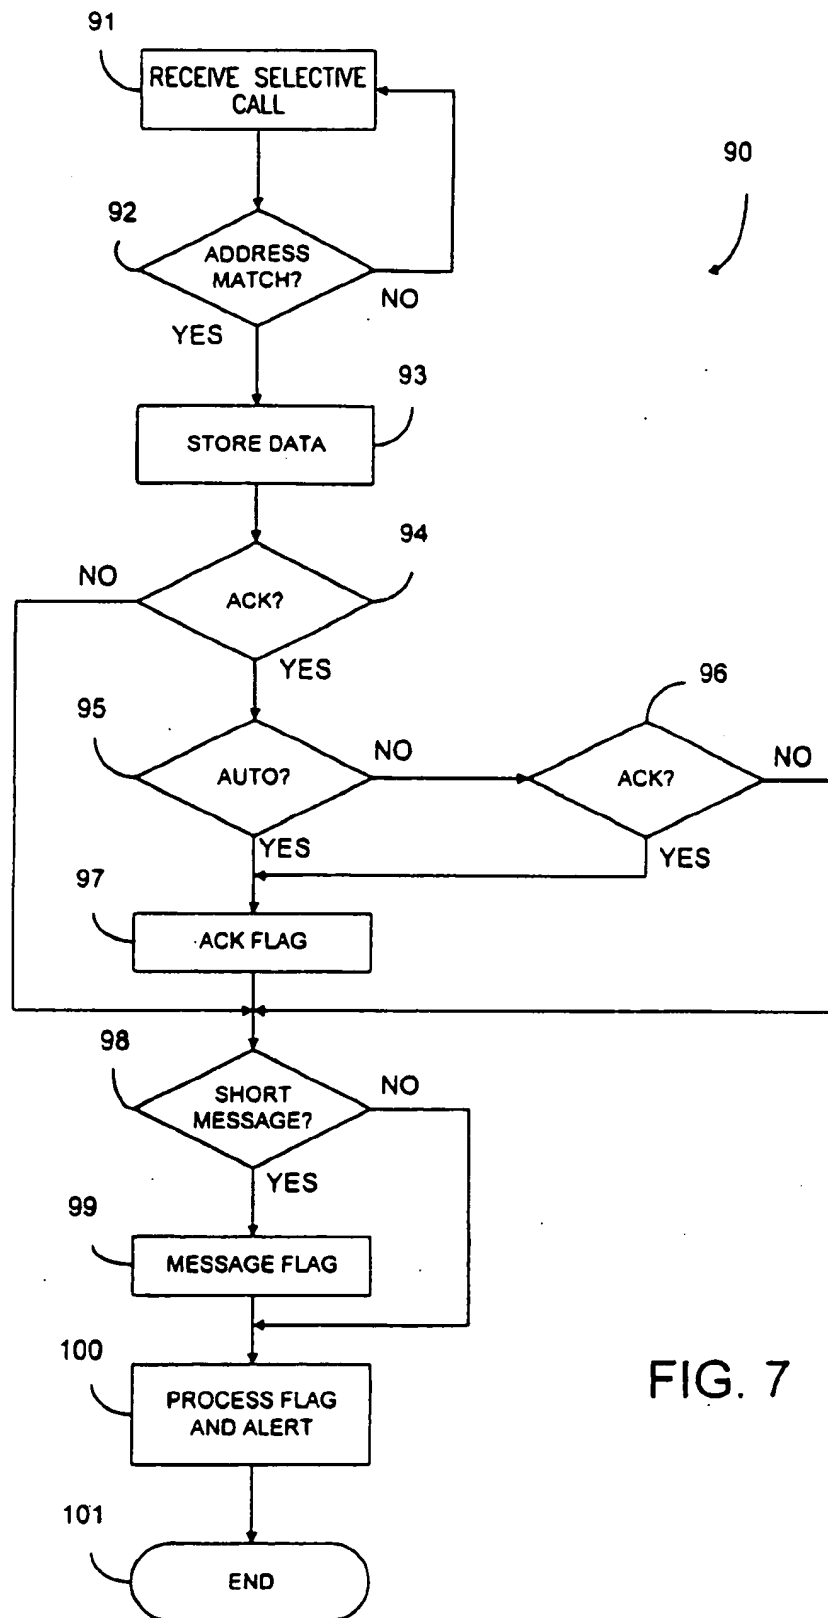 91
RECEIVE SELECTIVE
CALL
90
92
ADDRESS
MATCH?
NO
YES
93
STORE DATA
94
NO
ACK?
YES
96
95
NO
NO
AUTO?
ACK?
YES
YES
97
ACK FLAG
98
NO
SHORT
MESSAGE?
YES
99
MESSAGE FLAG
100
PROCESS FLAG
AND ALERT
FIG. 7
101
END